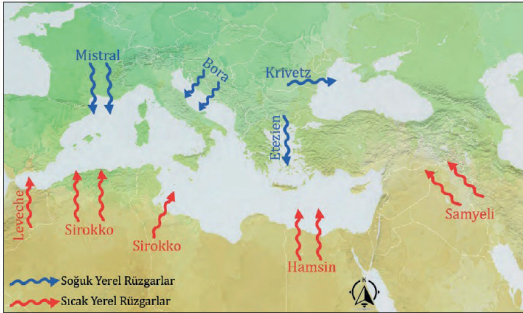 Mistral
Bora
Krivetz
Etezien
Leveche
Sirokko
Sirokko
Hamsin
Samyeli
Soğuk Yerel Rüzgarlar
Sıcak Yerel Rüzgarlar